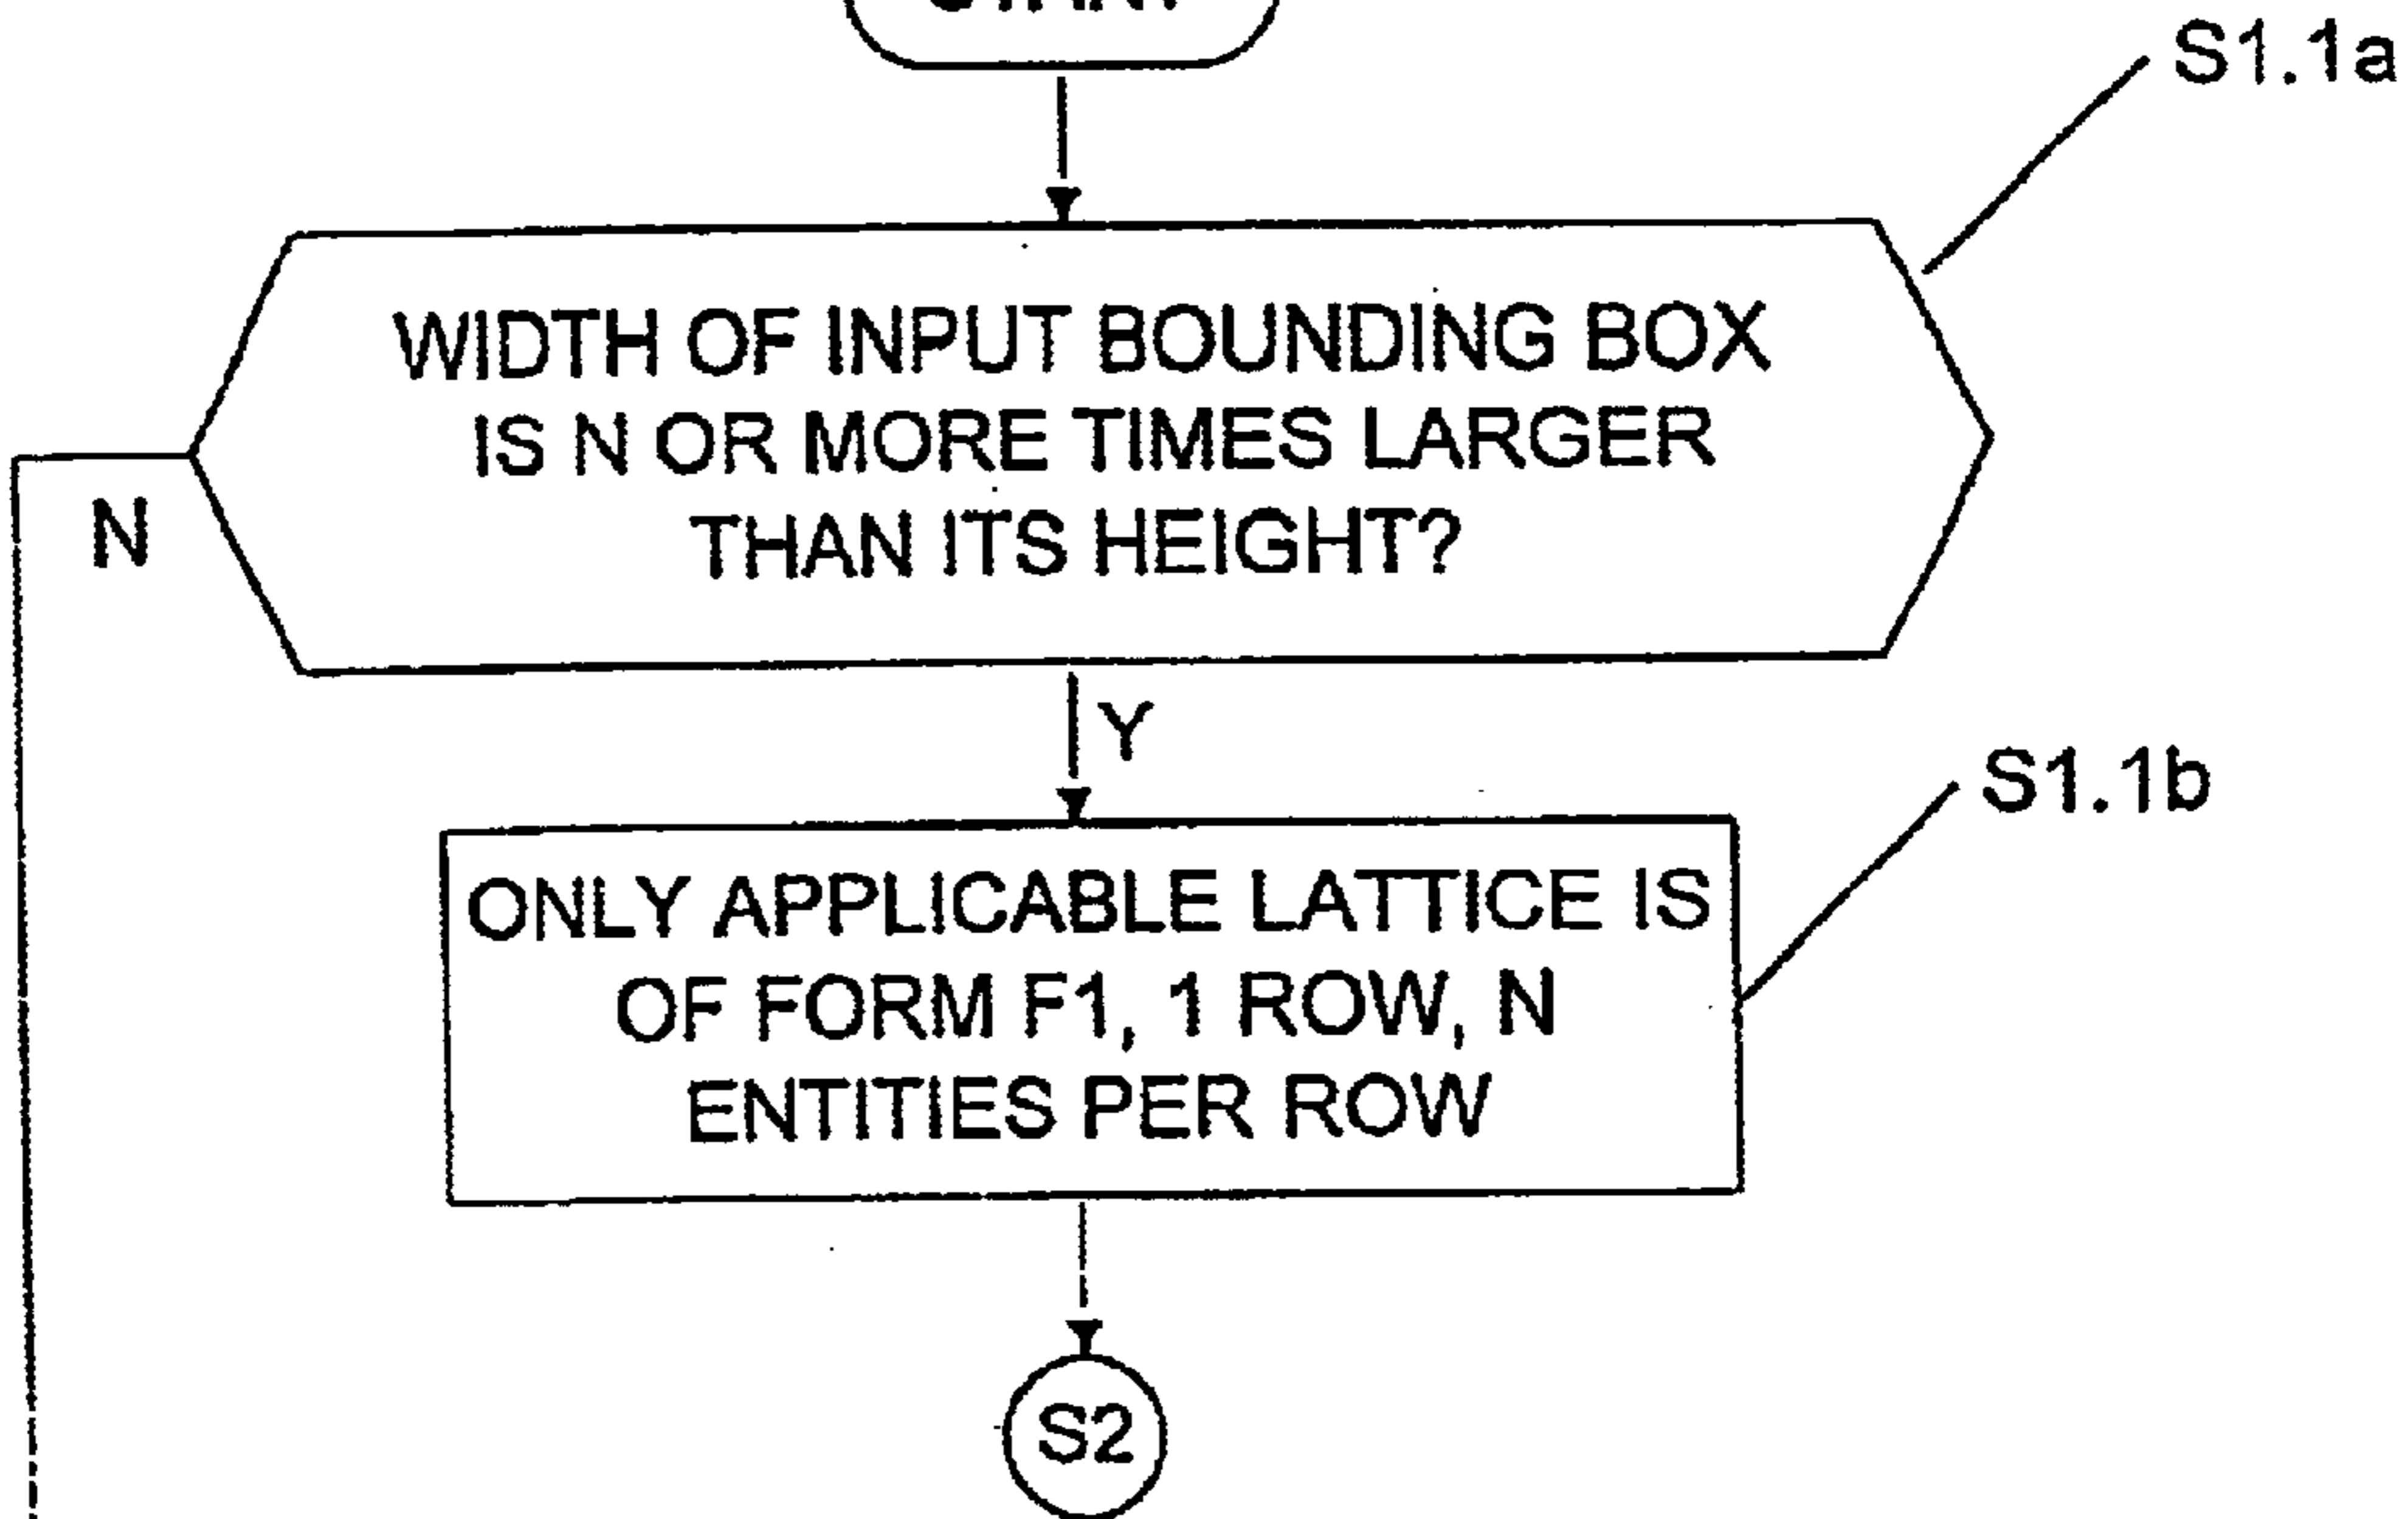 S1.1a
WIDTH OF INPUT BOUNDING BOX
IS N OR MORE TIMES LARGER
THAN ITS HEIGHT?
N
Y
S1.1b
ONLY APPLICABLE LATTICE IS
OF FORM F1, 1 ROW, N
ENTITIES PER ROW
S2